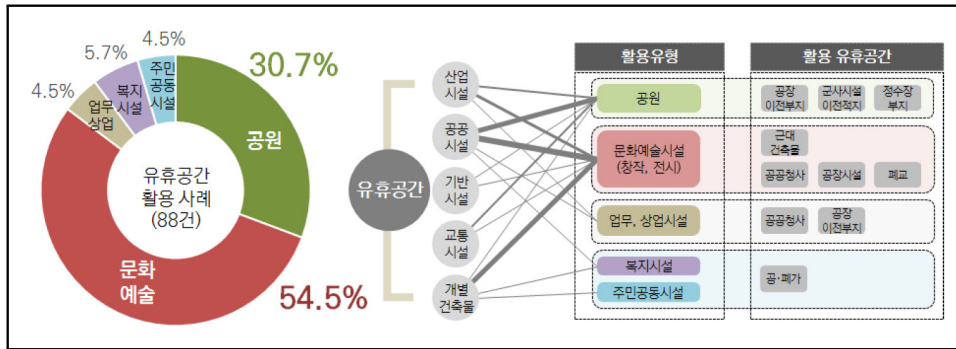 4.5%
5.7%
4.5%
30.7%
주민
공동
시설
복지
시설
업무
상업
공원
유휴공간
활용 사례
(88건)
문화
예술
54.5%
유휴공간
산업
시설
공공
시설
기반
시설
교통
시설
개별
건축물
활용유형
활용 유휴공간
공원
공장
이전부지
군사시설
이전적지
정수장
부지
문화예술시설
(창작, 전시)
근대
건축물
공공청사
공장시설
폐교
업무, 상업시설
공공청사
공장
이전부지
복지시설
주민공동시설
공·폐가